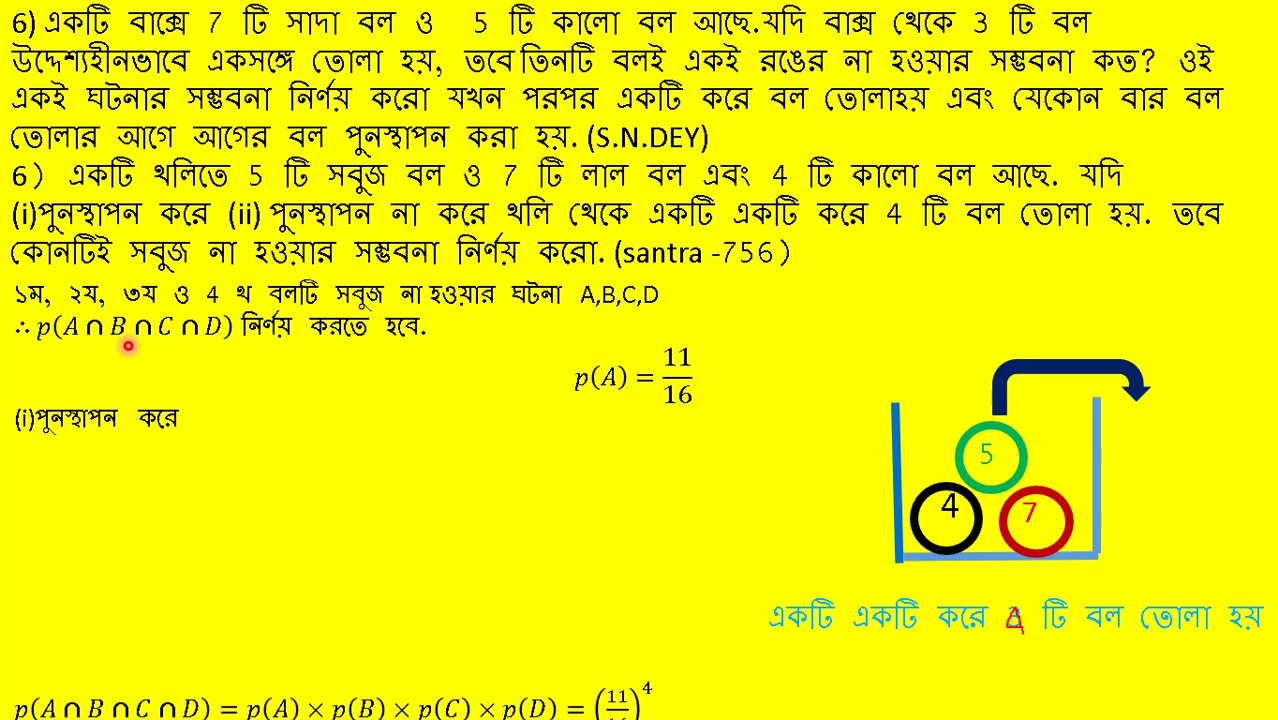 6) একটি বাক্সে 7 টি সাদা বল ও 5 টি কালো বল আছে.যদি বাক্স থেকে 3 টি বল
উদ্দেশ্যহীনভাবে একসঙ্গে তোলা হয়, তবে তিনটি বলই একই রঙের না হওয়ার সম্ভবনা কত? ওই
একই ঘটনার সম্ভবনা নির্ণয় করো যখন পরপর একটি করে বল তোলাহয় এবং যেকোন বার বল
তোলার আগে আগের বল পুনস্থাপন করা হয়. (S.N.DEY)
6) একটি থলিতে 5 টি সবুজ বল ও 7 টি লাল বল এবং 4 টি কালো বল আছে. যদি
(i)পুনস্থাপন করে (ii) পুনস্থাপন না করে থলি থেকে একটি একটি করে 4 টি বল তোলা হয়. তবে
কোনটিই সবুজ না হওয়ার সম্ভবনা নির্ণয় করো. (santra -756)
১ম, ২য, ৩য ও 4 থ বলটি সবুজ না হওয়ার ঘটনা A,B,C,D
∴ p(A ∩ B ∩ C ∩ D) নির্ণয় করতে হবে.
p(A) = 11/16
(i)পুনস্থাপন করে
5
4 7
একটি একটি করে টি বল তোলা হয়
p(A ∩ B ∩ C ∩ D) = p(A) × p(B) × p(C) × p(D) = (11/16)^4